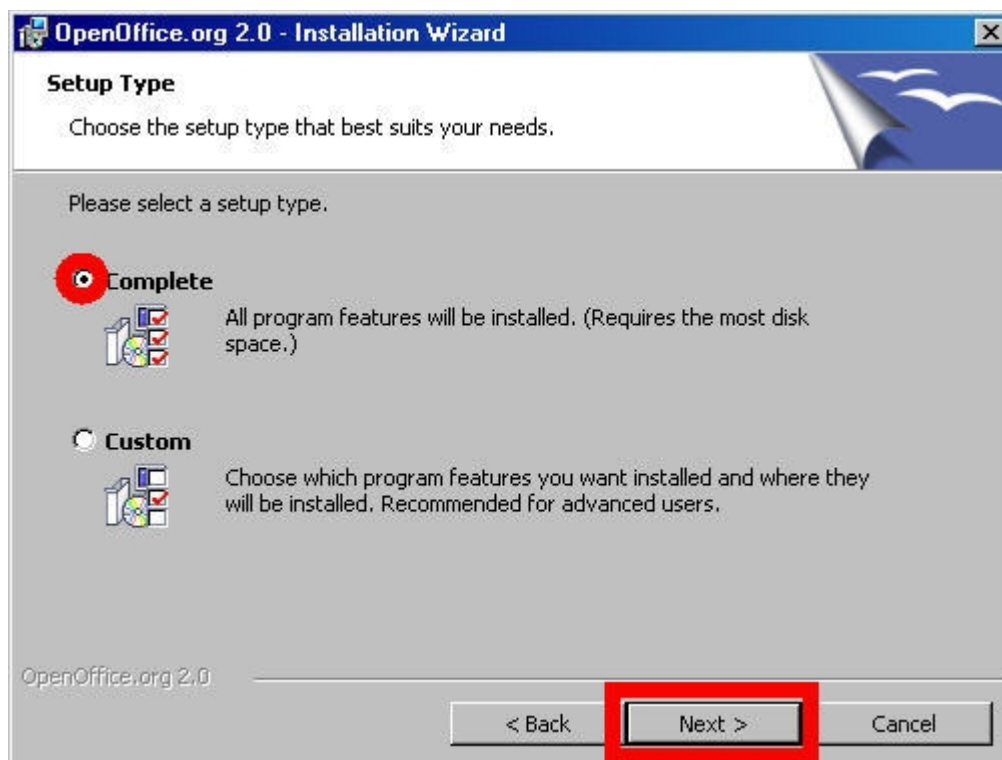 OpenOffice.org 2.0 - Installation Wizard
Setup Type
Choose the setup type that best suits your needs.
Please select a setup type.
Complete
All program features will be installed. (Requires the most disk
space.)
Custom
Choose which program features you want installed and where they
will be installed. Recommended for advanced users.
OpenOffice.org 2.0
< Back
Next >
Cancel